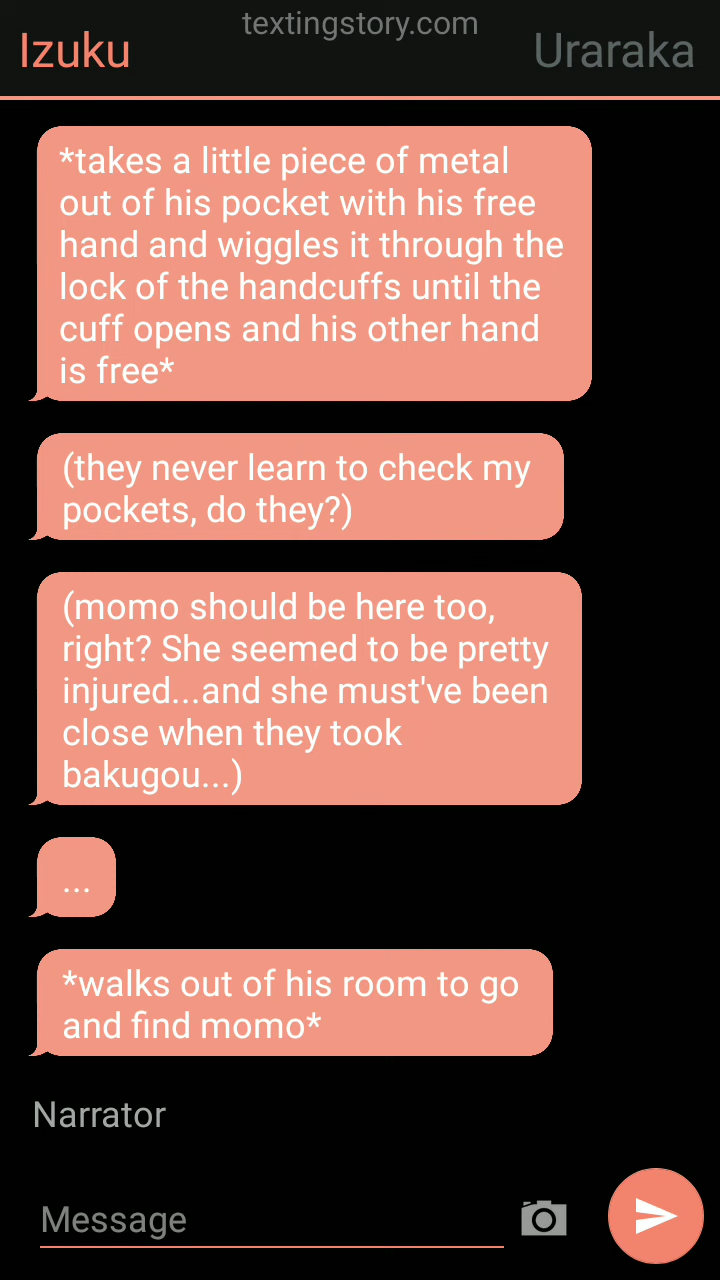 textingstory.com
Izuku
Uraraka
*takes a little piece of metal
out of his pocket with his free
hand and wiggles it through the
lock of the handcuffs until the
cuff opens and his other hand
is free*
(they never learn to check my
pockets, do they?)
(momo should be here too,
right? She seemed to be pretty
injured...and she must've been
close when they took
bakugou...)
...
*walks out of his room to go
and find momo*
Narrator
Message